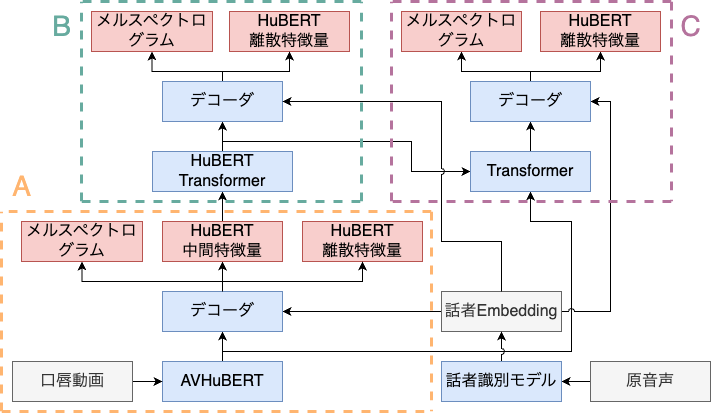 B
メルスペクトロ
グラム
HuBERT
離散特徴量
デコーダ
HuBERT
Transformer
C
メルスペクトロ
グラム
HuBERT
離散特徴量
デコーダ
Transformer
A
メルスペクトロ
グラム
HuBERT
中間特徴量
HuBERT
離散特徴量
デコーダ
話者Embedding
口唇動画
AVHuBERT
話者識別モデル
原音声